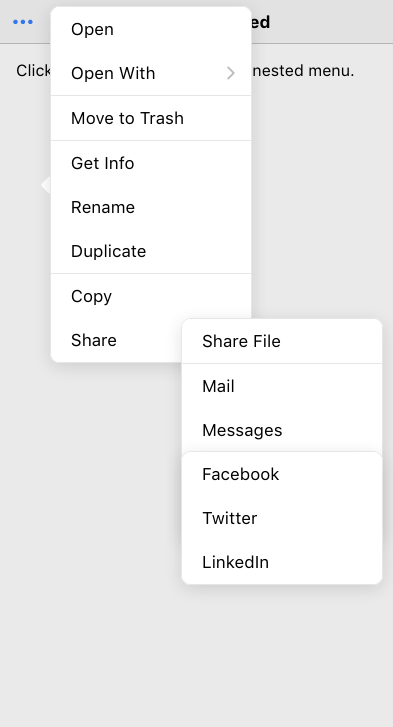 ed
Click
nested menu.
Open
Open With
Move to Trash
Get Info
Rename
Duplicate
Copy
Share
Share File
Mail
Messages
Facebook
Twitter
LinkedIn